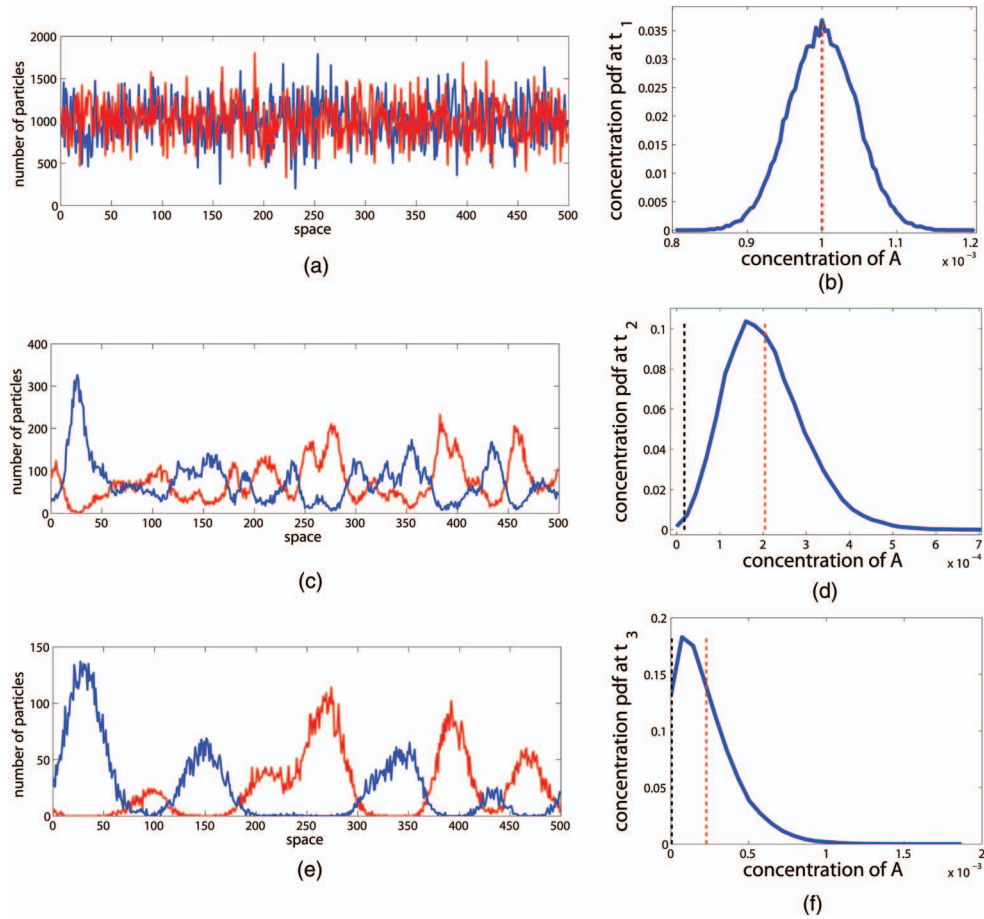 number of particles
2000
1500
1000
500
0
0 50 100 150 200 250 300 350 400 450 500
space
(a)
concentration pdf at t1
0.035
0.03
0.025
0.02
0.015
0.01
0.005
0
0.8 0.9 1 1.1 1.2
concentration of A x 10-3
(b)
number of particles
400
300
200
100
0
0 50 100 150 200 250 300 350 400 450 500
space
(c)
concentration pdf at t2
0.1
0.08
0.06
0.04
0.02
0
0 1 2 3 4 5 6 7
concentration of A x 10-4
(d)
number of particles
150
100
50
0
0 50 100 150 200 250 300 350 400 450 500
space
(e)
concentration pdf at t3
0.2
0.15
0.1
0.05
0
0 0.5 1 1.5 2
concentration of A x 10-3
(f)